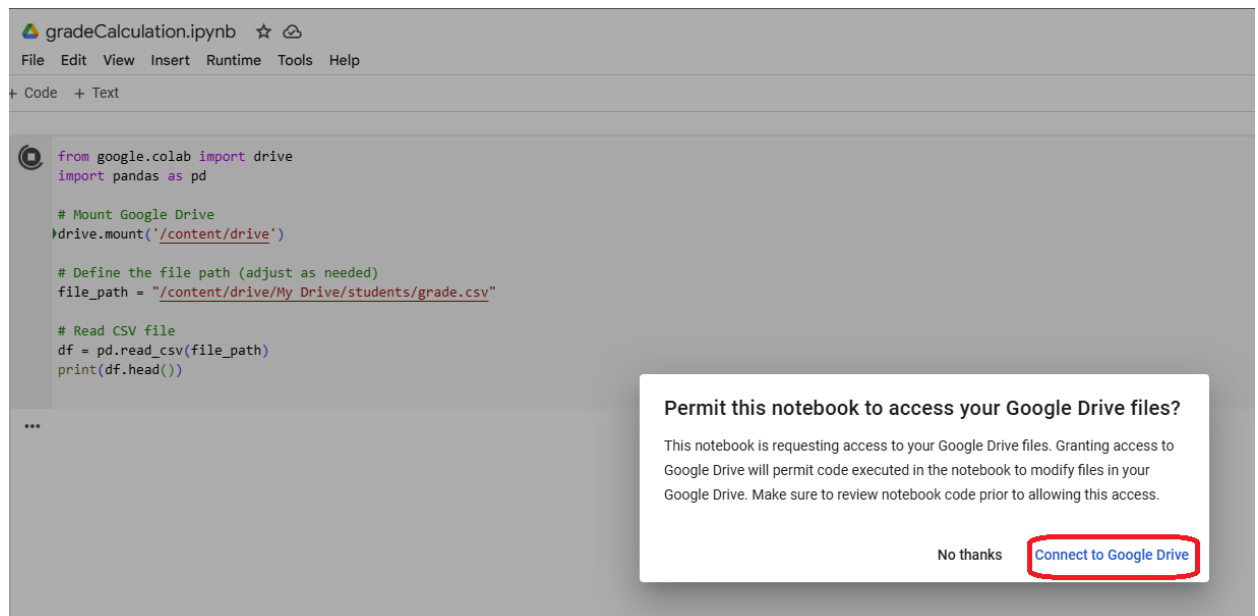 gradeCalculation.ipynb
File Edit View Insert Runtime Tools Help
+ Code + Text
from google.colab import drive
import pandas as pd
# Mount Google Drive
drive.mount('/content/drive')
# Define the file path (adjust as needed)
file_path = "/content/drive/My Drive/students/grade.csv"
# Read CSV file
df = pd.read_csv(file_path)
print(df.head())
Permit this notebook to access your Google Drive files?
This notebook is requesting access to your Google Drive files. Granting access to
Google Drive will permit code executed in the notebook to modify files in your
Google Drive. Make sure to review notebook code prior to allowing this access.
No thanks Connect to Google Drive